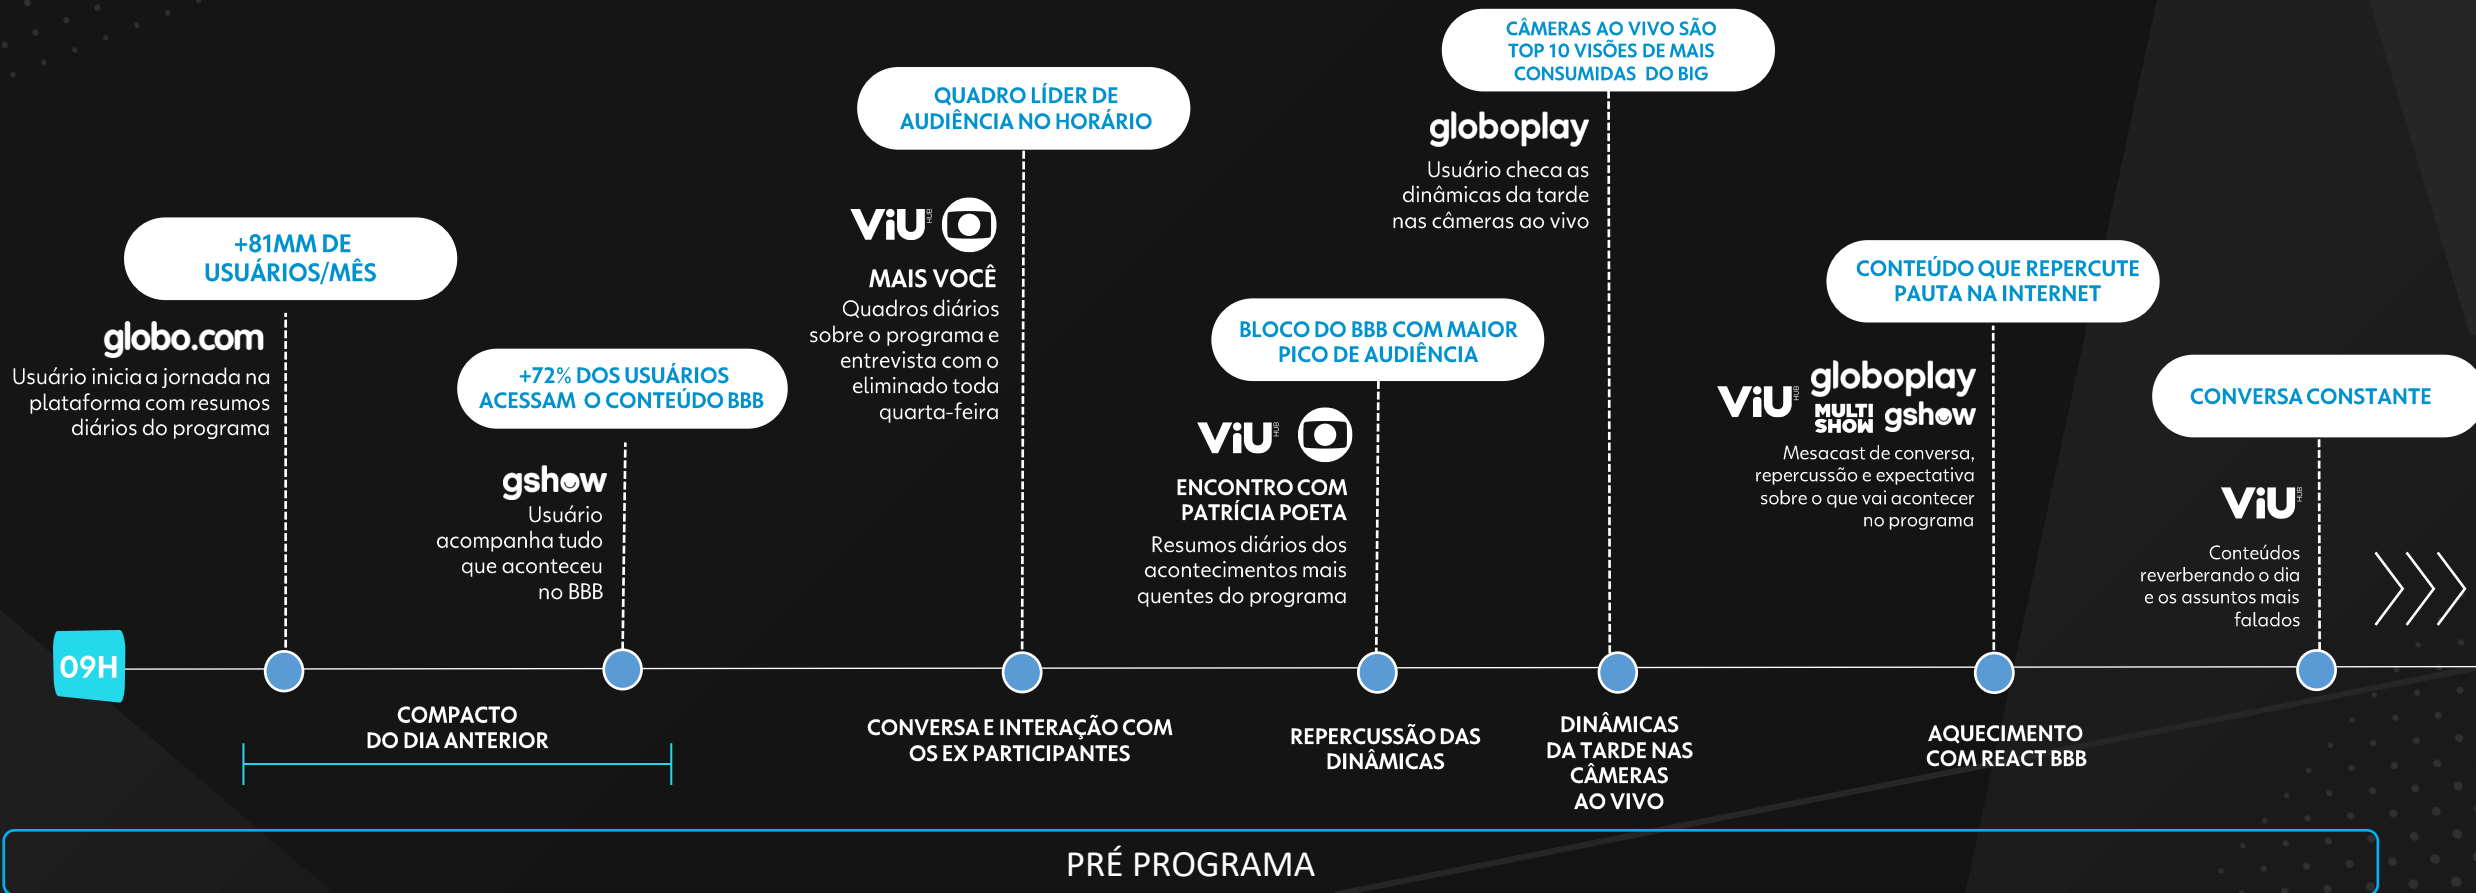 +81MM DE
USUÁRIOS/MÊS
globo.com
Usuário inicia a jornada na
plataforma com resumos
diários do programa
+72% DOS USUÁRIOS
ACESSAM O CONTEÚDO BBB
gshow
Usuário
acompanha tudo
que aconteceu
no BBB
QUADRO LÍDER DE
AUDIÊNCIA NO HORÁRIO
ViU HUB
MAIS VOCÊ
Quadros diários
sobre o programa e
entrevista com o
eliminado toda
quarta-feira
BLOCO DO BBB COM MAIOR
PICO DE AUDIÊNCIA
ViU HUB
ENCONTRO COM
PATRÍCIA POETA
Resumos diários dos
acontecimentos mais
quentes do programa
CÂMERAS AO VIVO SÃO
TOP 10 VISÕES DE MAIS
CONSUMIDAS DO BIG
globoplay
Usuário checa as
dinâmicas da tarde
nas câmeras ao vivo
CONTEÚDO QUE REPERCUTE
PAUTA NA INTERNET
ViU HUB
globoplay
MULTI
SHOW
gshow
Mesacast de conversa,
repercussão e expectativa
sobre o que vai acontecer
no programa
CONVERSA CONSTANTE
ViU HUB
Conteúdos
reverberando o dia
e os assuntos mais
falados
09H
COMPACTO
DO DIA ANTERIOR
CONVERSA E INTERAÇÃO COM
OS EX PARTICIPANTES
REPERCUSSÃO DAS
DINÂMICAS
DINÂMICAS
DA TARDE NAS
CÂMERAS
AO VIVO
AQUECIMENTO
COM REACT BBB
PRÉ PROGRAMA